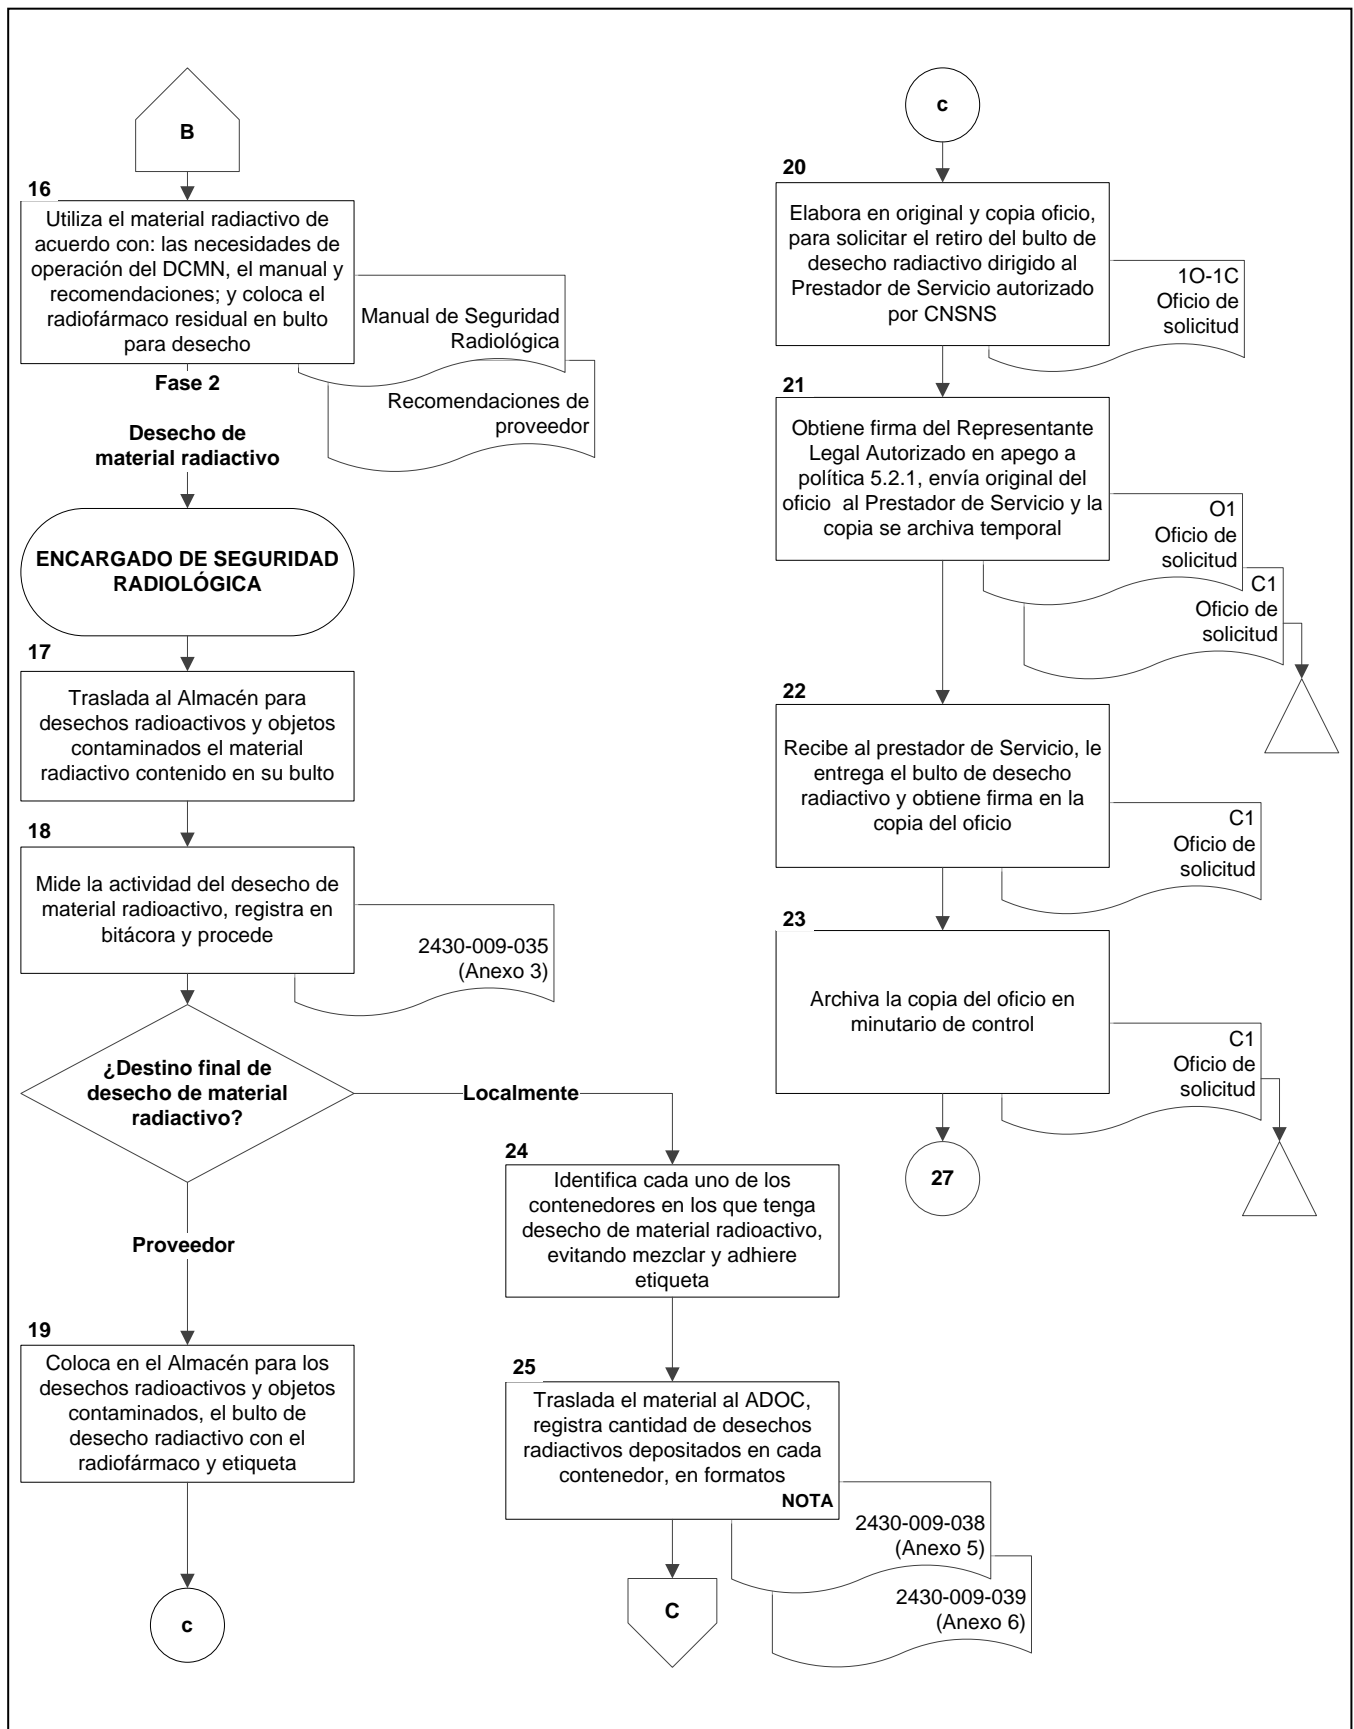 B
16
Utiliza el material radiactivo de
acuerdo con: las necesidades de
operación del DCMN, el manual y
recomendaciones; y coloca el
radiofármaco residual en bulto
para desecho
Manual de Seguridad
Radiológica
Recomendaciones de
proveedor
Fase 2
Desecho de
material radiactivo
ENCARGADO DE SEGURIDAD
RADIOLÓGICA
17
Traslada al Almacén para
desechos radioactivos y objetos
contaminados el material
radiactivo contenido en su bulto
18
Mide la actividad del desecho de
material radioactivo, registra en
bitácora y procede
2430-009-035
(Anexo 3)
¿Destino final de
desecho de material
radiactivo?
Localmente
Proveedor
19
Coloca en el Almacén para los
desechos radioactivos y objetos
contaminados, el bulto de
desecho radiactivo con el
radiofármaco y etiqueta
c
24
Identifica cada uno de los
contenedores en los que tenga
desecho de material radioactivo,
evitando mezclar y adhiere
etiqueta
25
Traslada el material al ADOC,
registra cantidad de desechos
radiactivos depositados en cada
contenedor, en formatos
NOTA
2430-009-038
(Anexo 5)
2430-009-039
(Anexo 6)
C
c
20
Elabora en original y copia oficio,
para solicitar el retiro del bulto de
desecho radiactivo dirigido al
Prestador de Servicio autorizado
por CNSNS
1O-1C
Oficio de
solicitud
21
Obtiene firma del Representante
Legal Autorizado en apego a
política 5.2.1, envía original del
oficio al Prestador de Servicio y la
copia se archiva temporal
O1
Oficio de
solicitud
C1
Oficio de
solicitud
22
Recibe al prestador de Servicio, le
entrega el bulto de desecho
radiactivo y obtiene firma en la
copia del oficio
C1
Oficio de
solicitud
23
Archiva la copia del oficio en
minutario de control
C1
Oficio de
solicitud
27